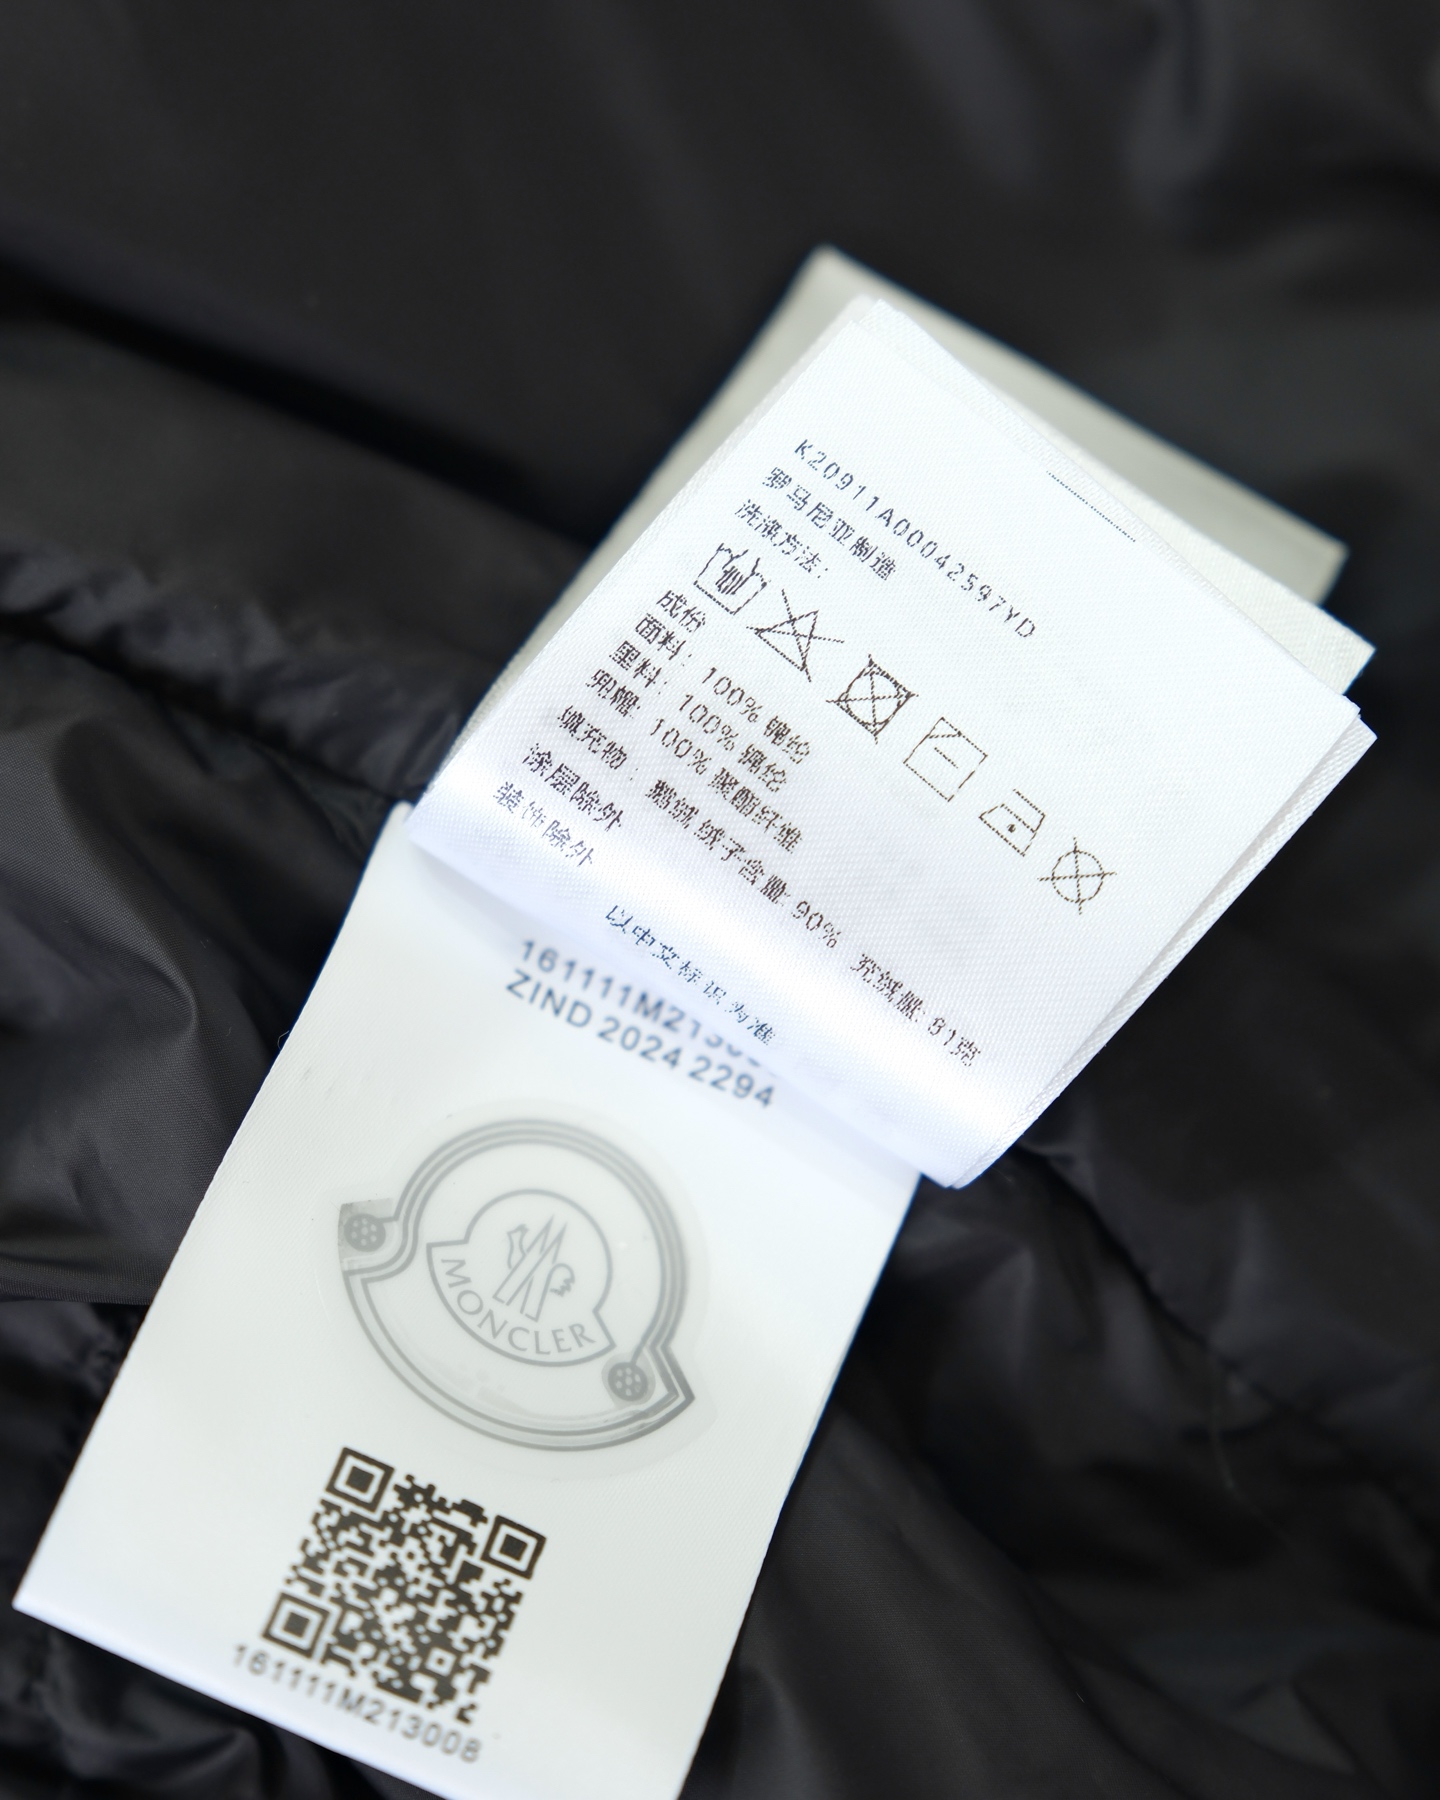 K20911A00042597YD
罗马尼亚制造
洗涤方法:
成份
面料: 100% 锦纶
里料: 100% 锦纶
100% 聚酯纤维
填充物: 鹅绒 绒子含量: 90% 充绒量: 81克
涂层除外
装饰除外
以中文标识为准
161111M2130
ZIND 2024 2294
MONCLER
161111M213008